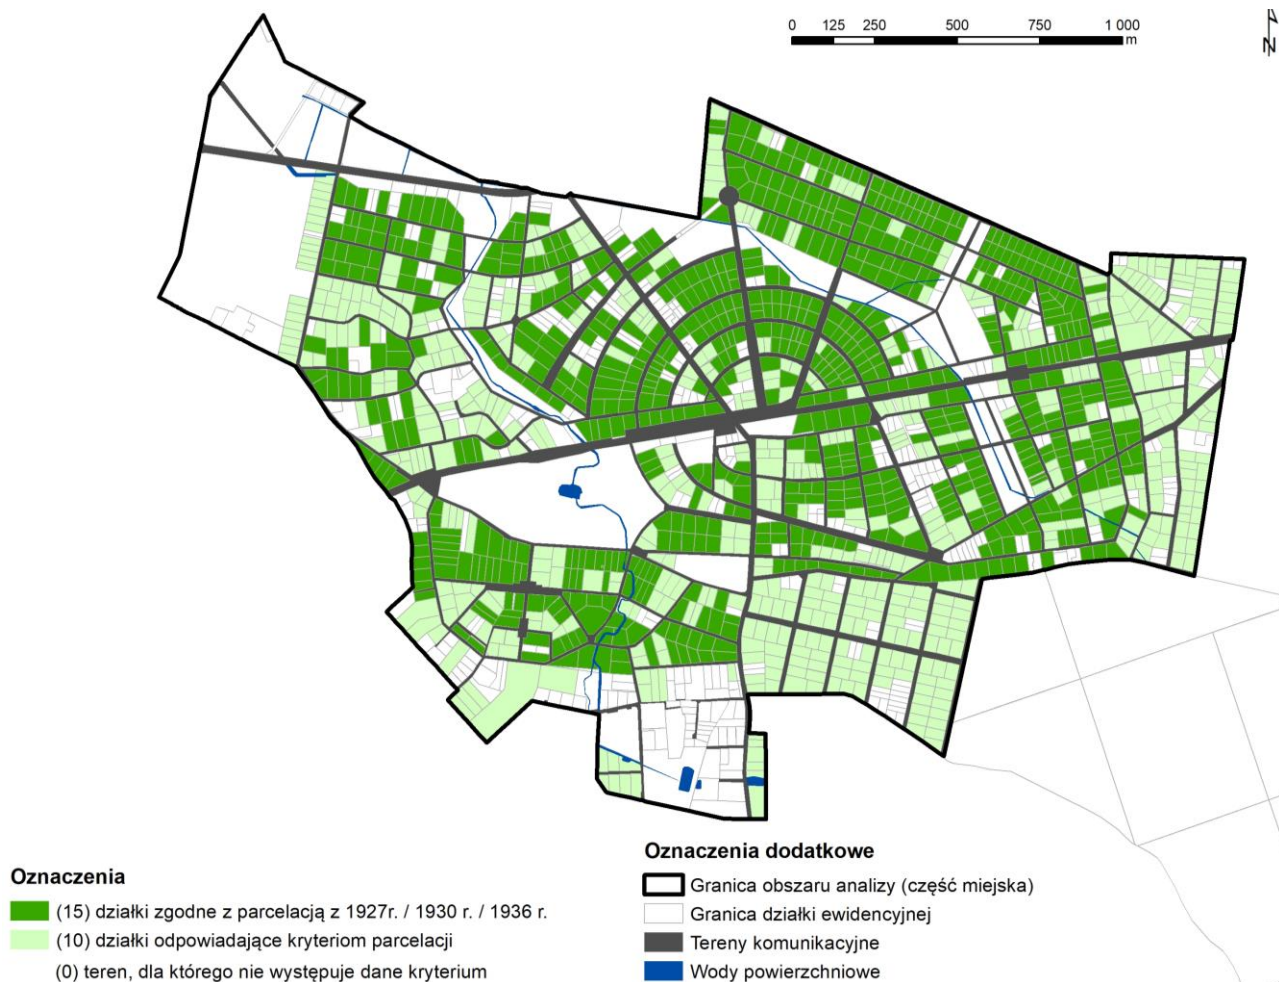 0 125 250 500 750 1 000
m
N
Oznaczenia
(15) działki zgodne z parcelacją z 1927r. / 1930 r. / 1936 r.
(10) działki odpowiadające kryteriom parcelacji
(0) teren, dla którego nie występuje dane kryterium
Oznaczenia dodatkowe
Granica obszaru analizy (część miejska)
Granica działki ewidencyjnej
Tereny komunikacyjne
Wody powierzchniowe